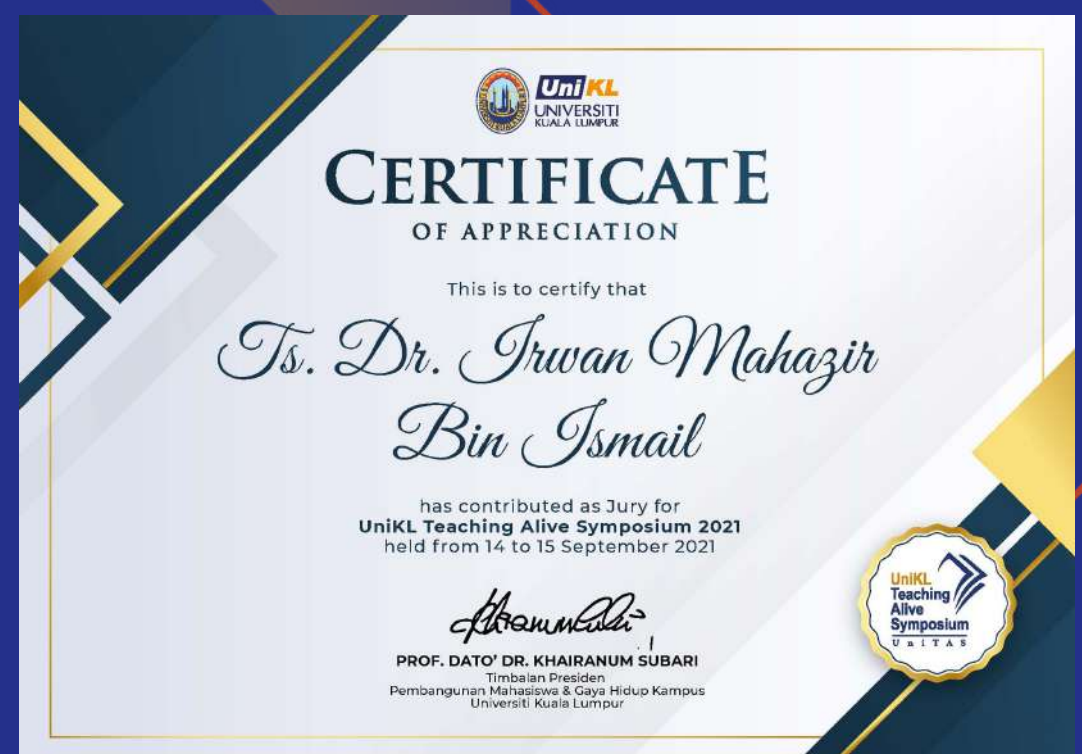 UniKL
UNIVERSITI
KUALA LUMPUR
CERTIFICATE
OF APPRECIATION
This is to certify that
Ts. Dr. Irwan Mahazir
Bin Ismail
has contributed as Jury for
UniKL Teaching Alive Symposium 2021
held from 14 to 15 September 2021
PROF. DATO' DR. KHAIRANUM SUBARI
Timbalan Presiden
Pembangunan Mahasiswa & Gaya Hidup Kampus
Universiti Kuala Lumpur
UniKL
Teaching
Alive
Symposium
UniTAS